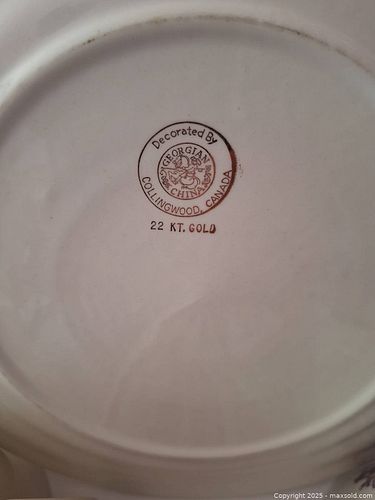 Decorated By
GEORGIAN
CHINA
COLLINGWOOD, CANADA
22 KT. GOLD
Copyright 2025 - maxsold.com